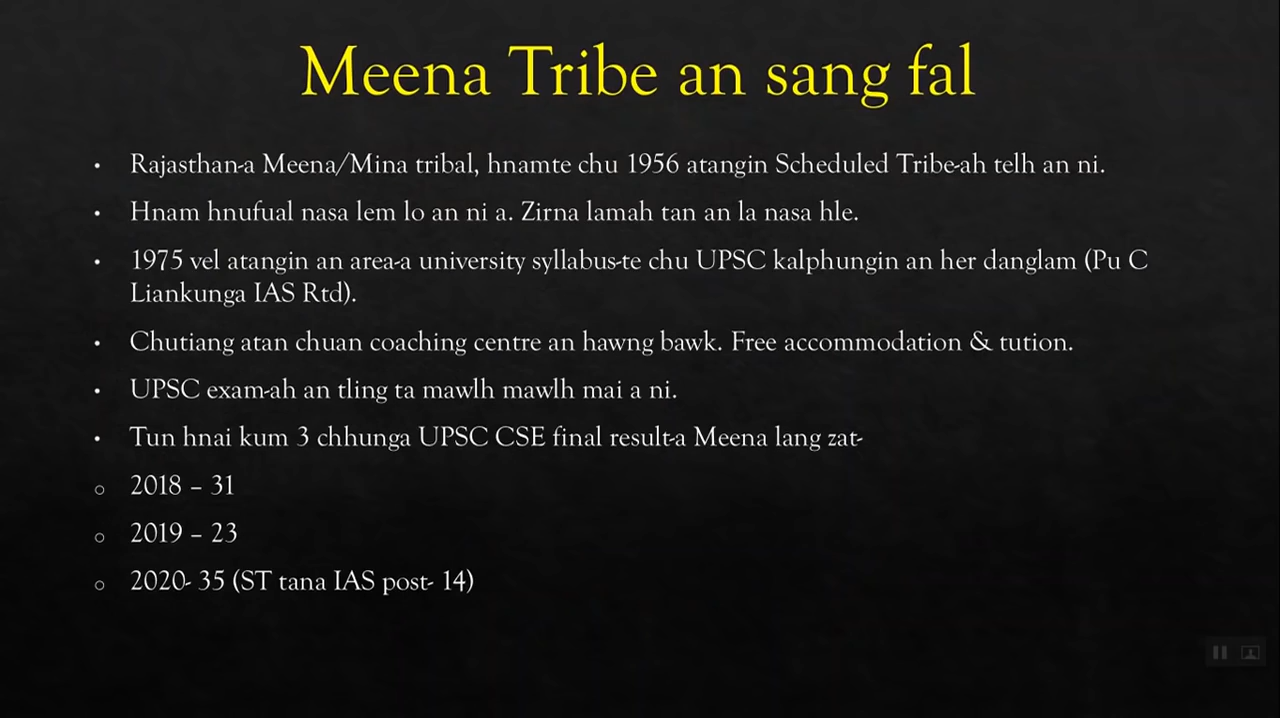 Meena Tribe an sang fal
• Rajasthan-a Meena/Mina tribal, hnamte chu 1956 atangin Scheduled Tribe-ah telh an ni.
• Hnam hnufual nasa lem lo an ni a. Zirna lamah tan an la nasa hle.
• 1975 vel atangin an area-a university syllabus-te chu UPSC kalphungin an her danglam (Pu C
Liankunga IAS Rtd).
• Chutiang atan chuan coaching centre an hawng bawk. Free accommodation & tution.
• UPSC exam-ah an tling ta mawlh mawlh mai a ni.
• Tun hnai kum 3 chhunga UPSC CSE final result-a Meena lang zat-
○ 2018 – 31
○ 2019 – 23
○ 2020- 35 (ST tana IAS post- 14)